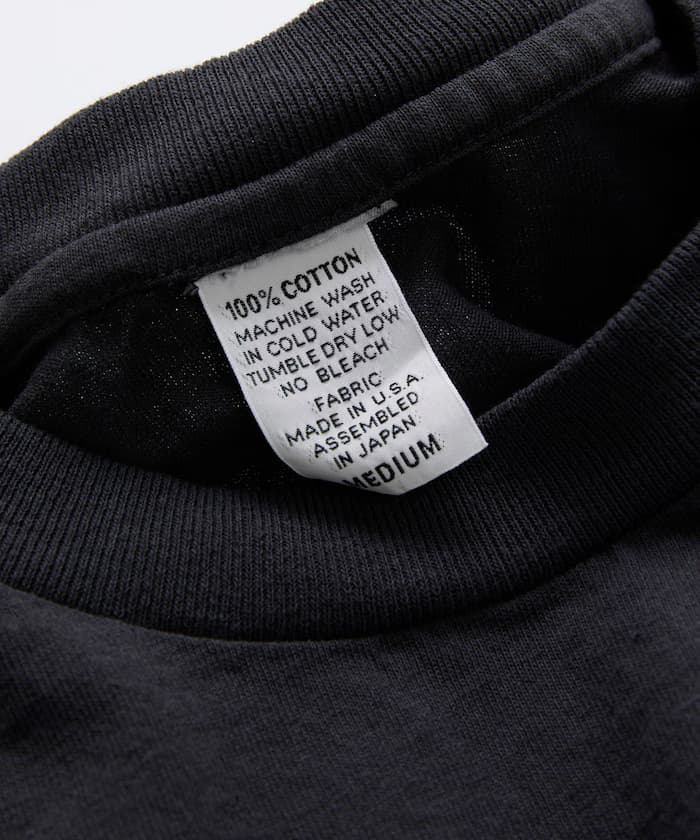 100% COTTON
MACHINE WASH
IN COLD WATER
TUMBLE DRY LOW
NO BLEACH
FABRIC
MADE IN U.S.A.
ASSEMBLED
IN JAPAN
MEDIUM